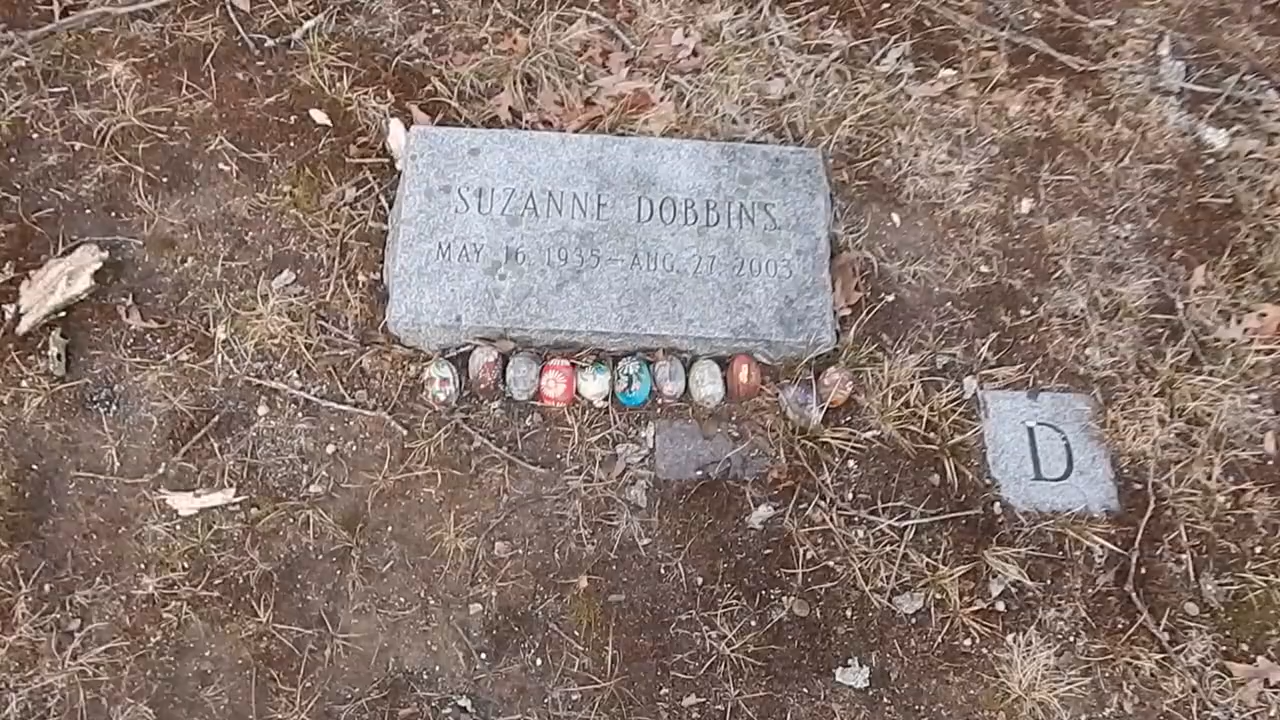 SUZANNE DOBBINS
MAY 16, 1935–AUG. 27, 2003
D